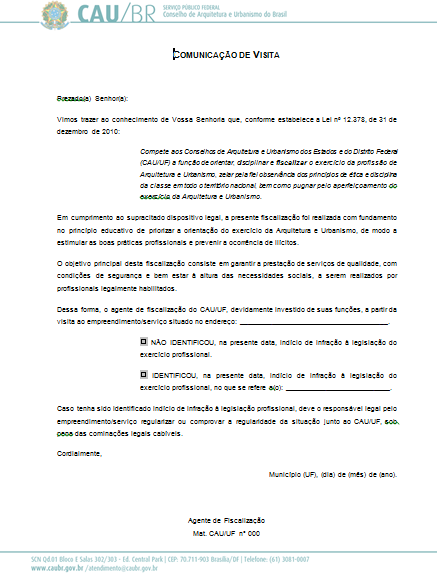 CAU/BR SERVIÇO PÚBLICO FEDERAL
Conselho de Arquitetura e Urbanismo do Brasil
COMUNICAÇÃO DE VISITA
Prezado(a) Senhor(a):
Vimos trazer ao conhecimento de Vossa Senhoria que, conforme estabelece a Lei nº 12.378, de 31 de
dezembro de 2010:
Compete aos Conselhos de Arquitetura e Urbanismo dos Estados e do Distrito Federal
(CAU/UF) a função de orientar, disciplinar e fiscalizar o exercício da profissão de
Arquitetura e Urbanismo, zelar pela fiel observância dos princípios de ética e disciplina
da classe em todo o território nacional, bem como pugnar pelo aperfeiçoamento do
exercício da Arquitetura e Urbanismo.
Em cumprimento ao supracitado dispositivo legal, a presente fiscalização foi realizada com fundamento
no princípio educativo de priorizar a orientação do exercício da Arquitetura e Urbanismo, de modo a
estimular as boas práticas profissionais e prevenir a ocorrência de ilícitos.
O objetivo principal desta fiscalização consiste em garantir a prestação de serviços de qualidade, com
condições de segurança e bem estar à altura das necessidades sociais, a serem realizados por
profissionais legalmente habilitados.
Dessa forma, o agente de fiscalização do CAU/UF, devidamente investido de suas funções, a partir da
visita ao empreendimento/serviço situado no endereço: ____________________.
NÃO IDENTIFICOU, na presente data, indício de infração à legislação do
exercício profissional.
IDENTIFICOU, na presente data, indício de infração à legislação do
exercício profissional, no que se refere a(o): ____________________.
Caso tenha sido identificado indício de infração à legislação profissional, deve o responsável legal pelo
empreendimento/serviço regularizar ou comprovar a regularidade da situação junto ao CAU/UF, sob
pena das cominações legais cabíveis.
Cordialmente,
Município (UF), (dia) de (mês) de (ano).
Agente de Fiscalização
Mat. CAU/UF nº 000
SCN Qd 01 Bloco E Salas 302/303 - Ed. Central Park | CEP: 70.711-903 Brasília/DF | Telefone: (61) 3081-0007
www.caubr.gov.br /atendimento@caubr.gov.br